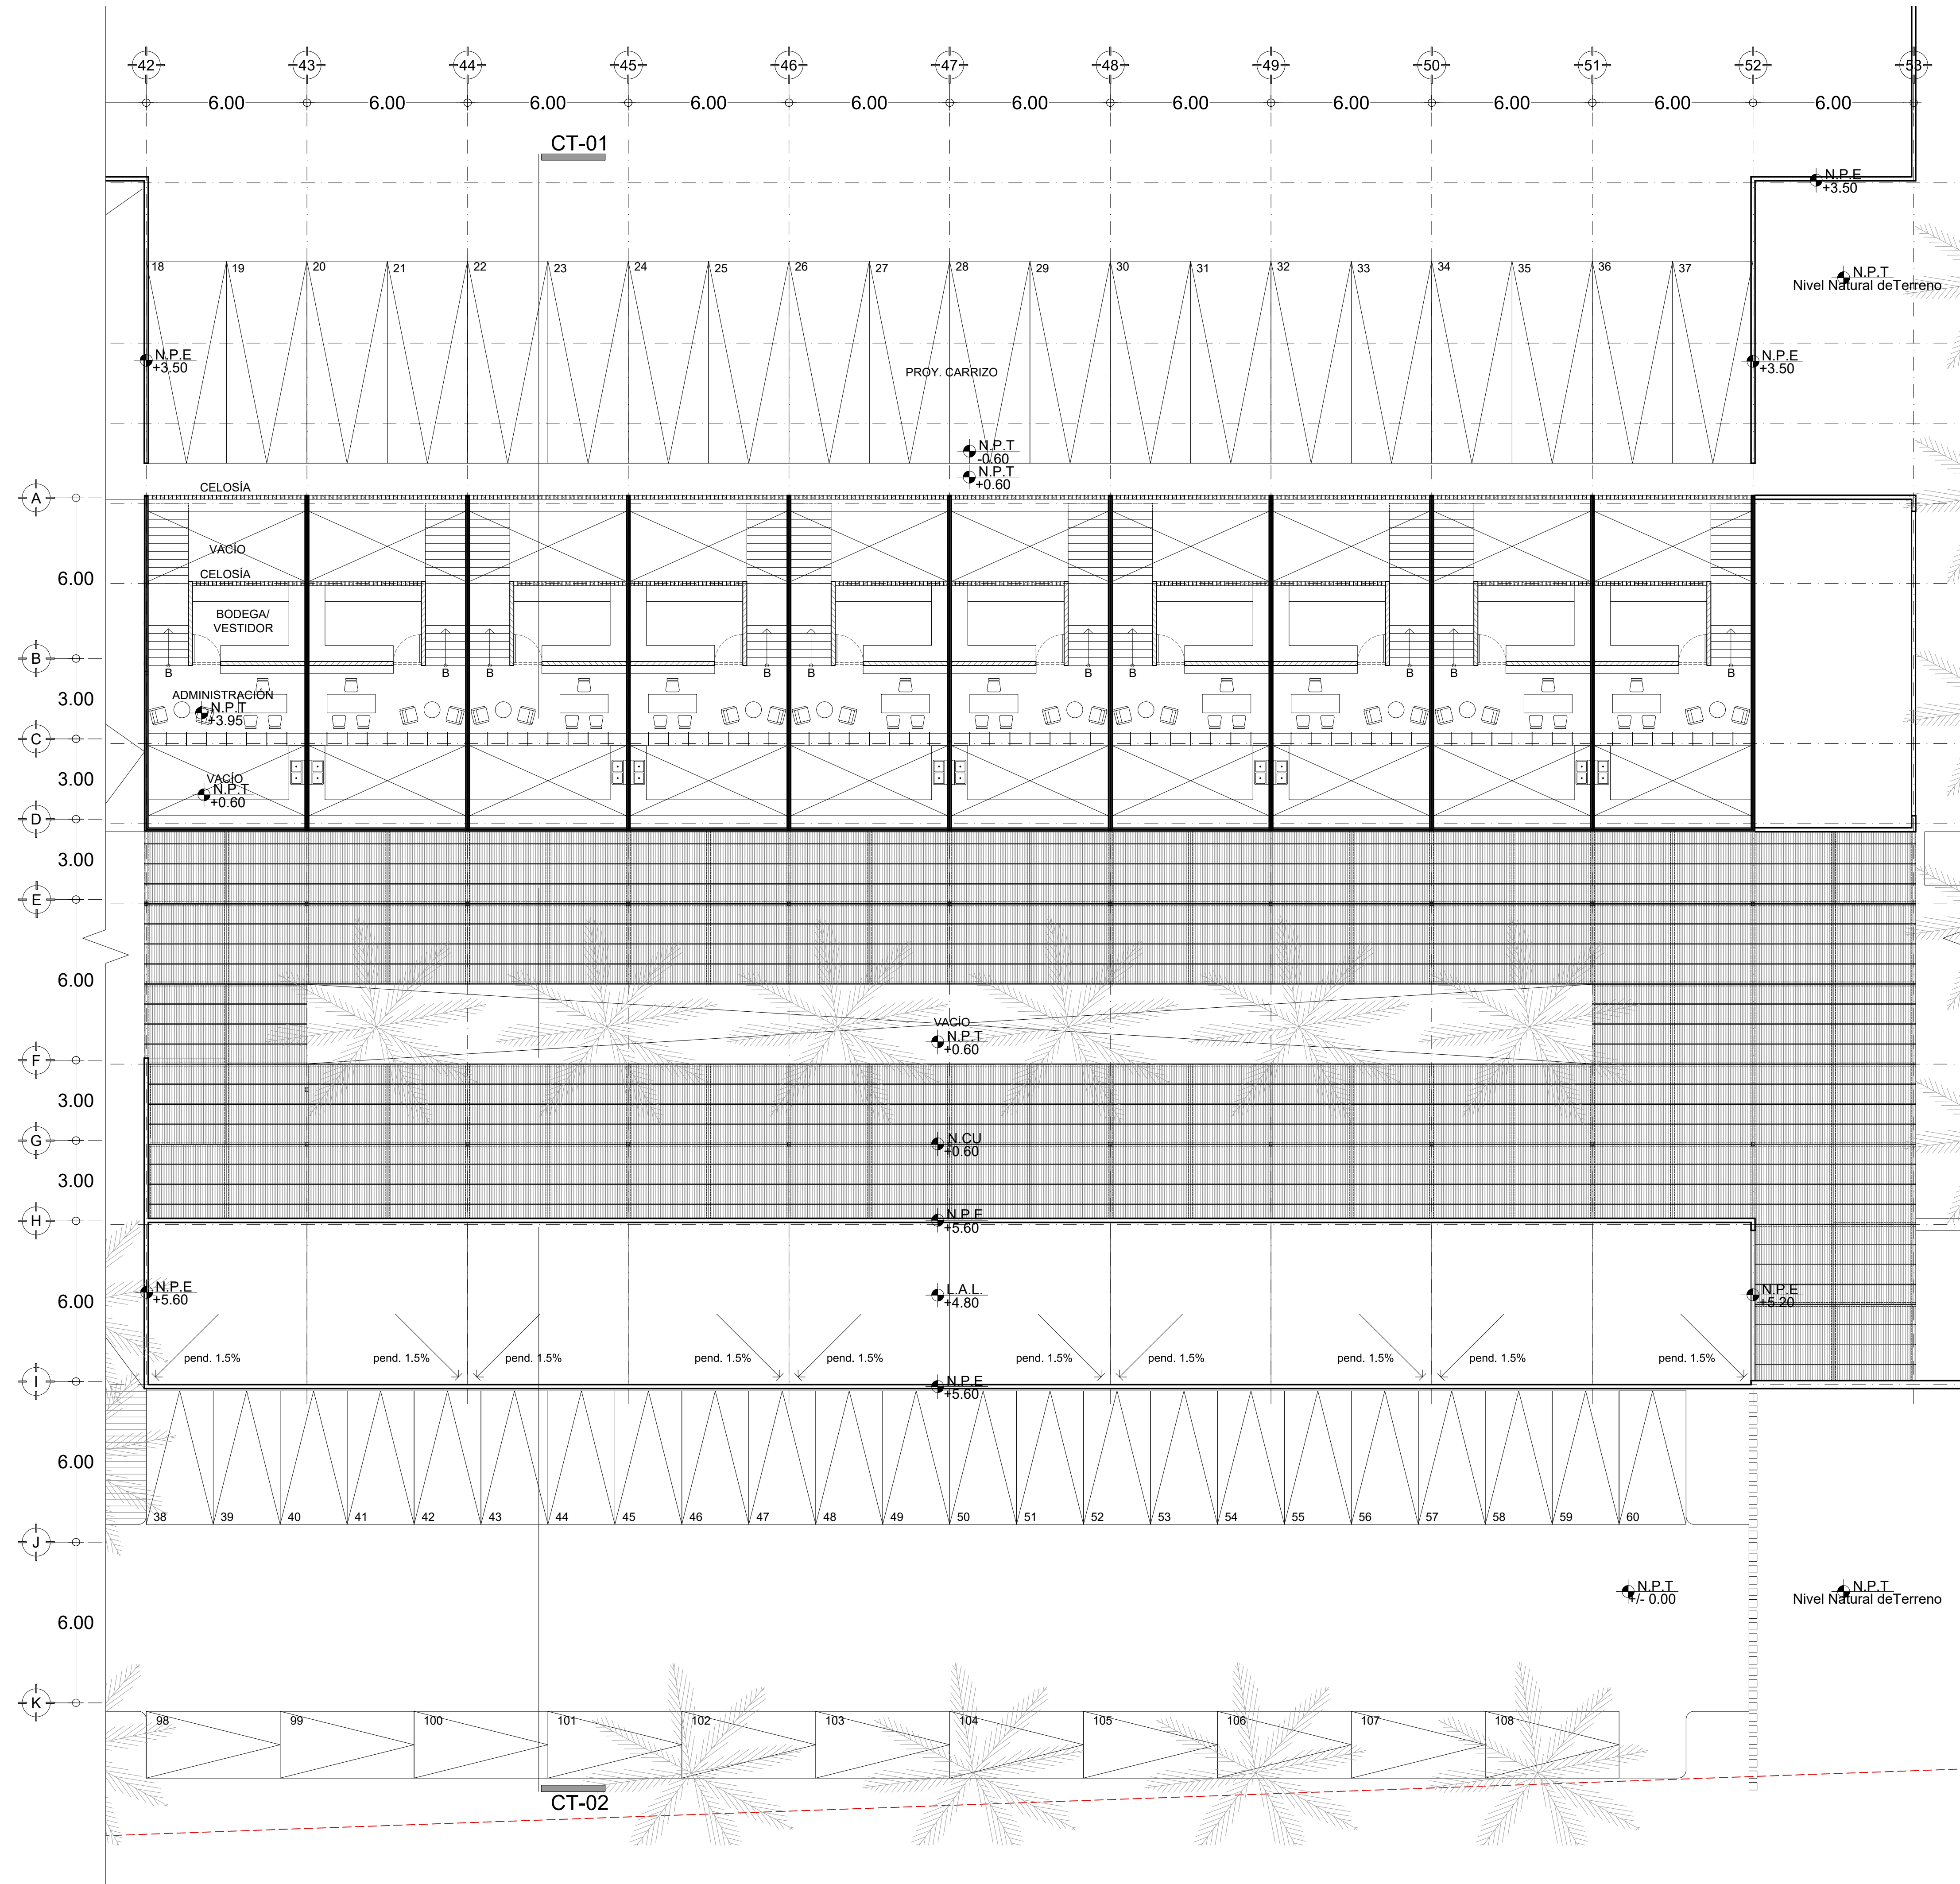 42 43 44 45 46 47 48 49 50 51 52 53
6.00 6.00 6.00 6.00 6.00 6.00 6.00 6.00 6.00 6.00 6.00
CT-01
N.P.E
+3.50
18 19 20 21 22 23 24 25 26 27 28 29 30 31 32 33 34 35 36 37
N.P.T
Nivel Natural deTerreno
N.P.E
+3.50
N.P.E
+3.50
PROY. CARRIZO
N.P.T
-0.60
N.P.T
+0.60
A
CELOSÍA
VACÍO
6.00
CELOSÍA
BODEGA/
VESTIDOR
B
B B B B B B B B B B
3.00
ADMINISTRACIÓN
N.P.T
+3.95
C
3.00
VACÍO
N.P.T
+0.60
D
3.00
E
6.00
VACÍO
N.P.T
+0.60
F
3.00
G
N.CU
+0.60
3.00
H
N.P.E
+5.60
6.00
N.P.E
+5.60
L.A.L.
+4.80
N.P.E
+5.20
pend. 1.5% pend. 1.5% pend. 1.5% pend. 1.5% pend. 1.5% pend. 1.5% pend. 1.5% pend. 1.5% pend. 1.5% pend. 1.5%
I
N.P.E
+5.60
6.00
38 39 40 41 42 43 44 45 46 47 48 49 50 51 52 53 54 55 56 57 58 59 60
J
N.P.T
+/- 0.00
N.P.T
Nivel Natural deTerreno
6.00
K
98 99 100 101 102 103 104 105 106 107 108
CT-02